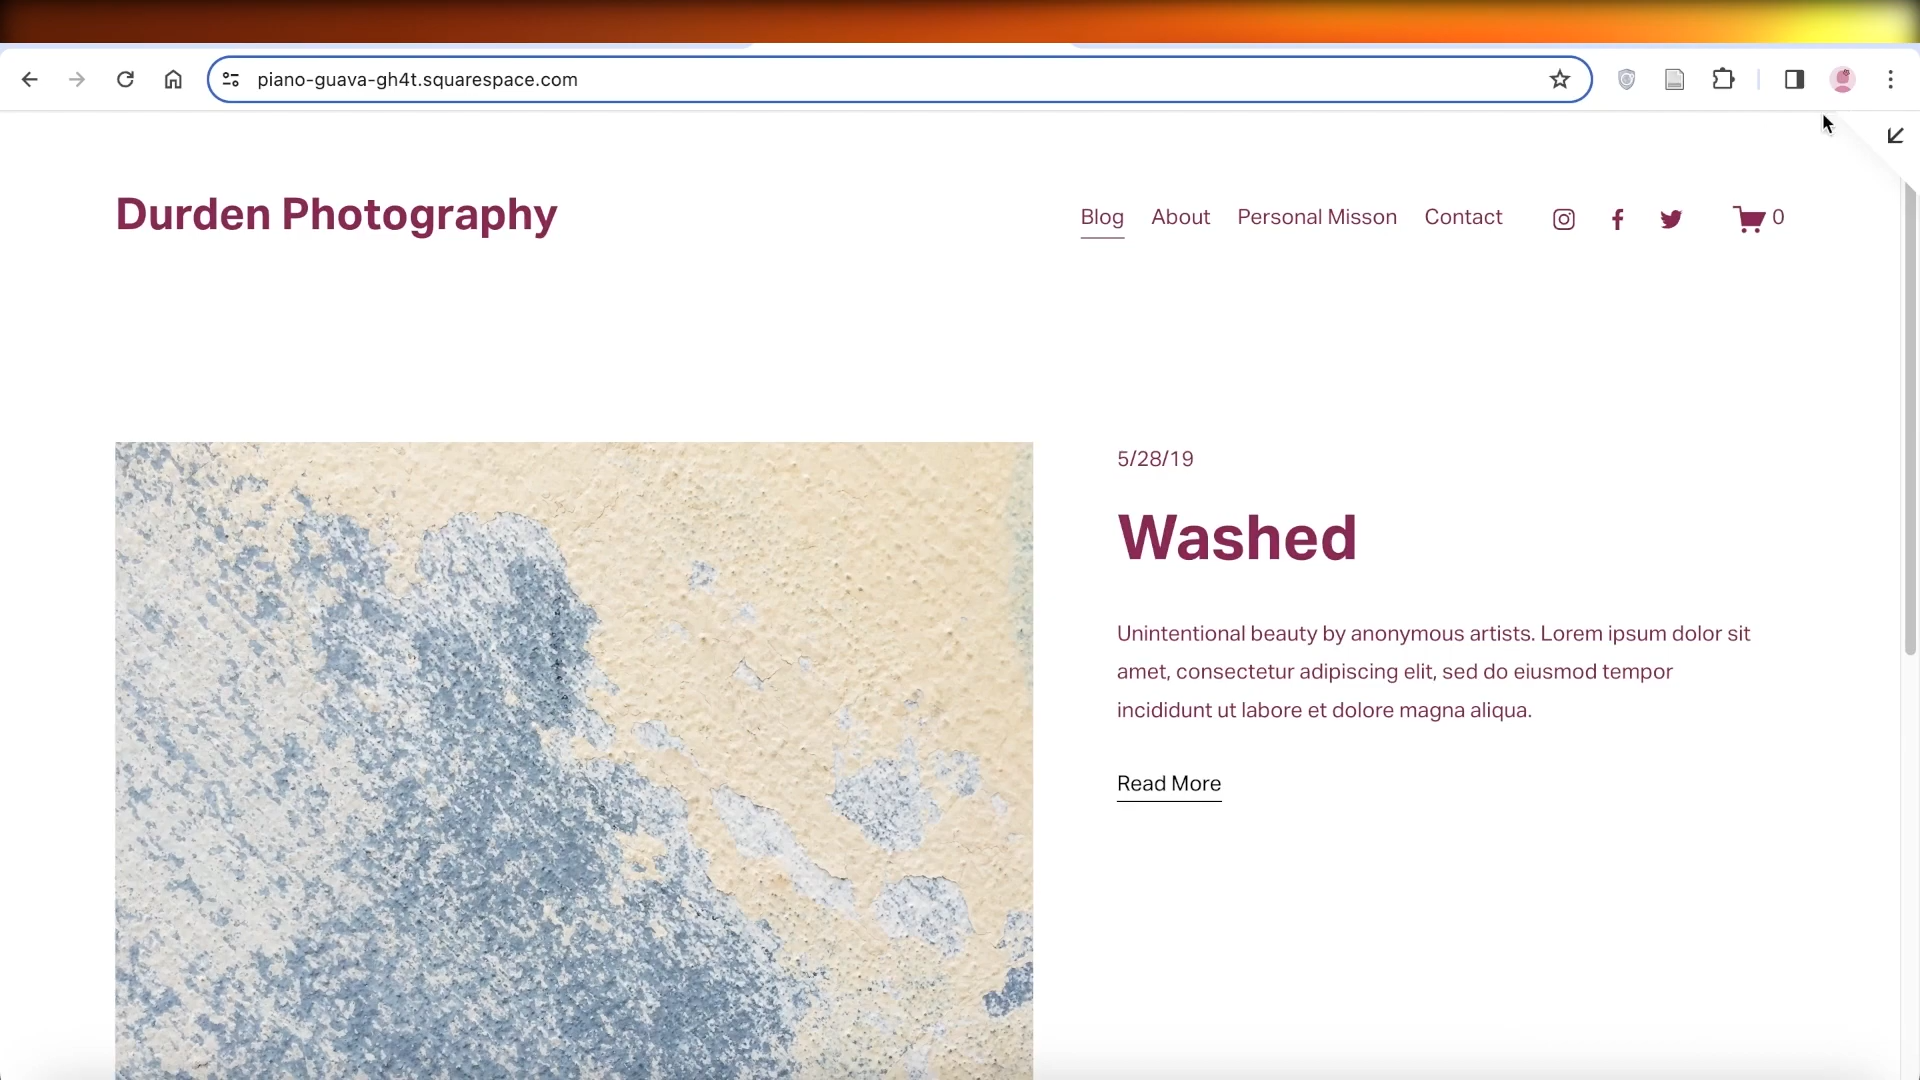 piano-guava-gh4t.squarespace.com
Durden Photography
Blog About Personal Misson Contact 0
5/28/19
Washed
Unintentional beauty by anonymous artists. Lorem ipsum dolor sit
amet, consectetur adipiscing elit, sed do eiusmod tempor
incididunt ut labore et dolore magna aliqua.
Read More